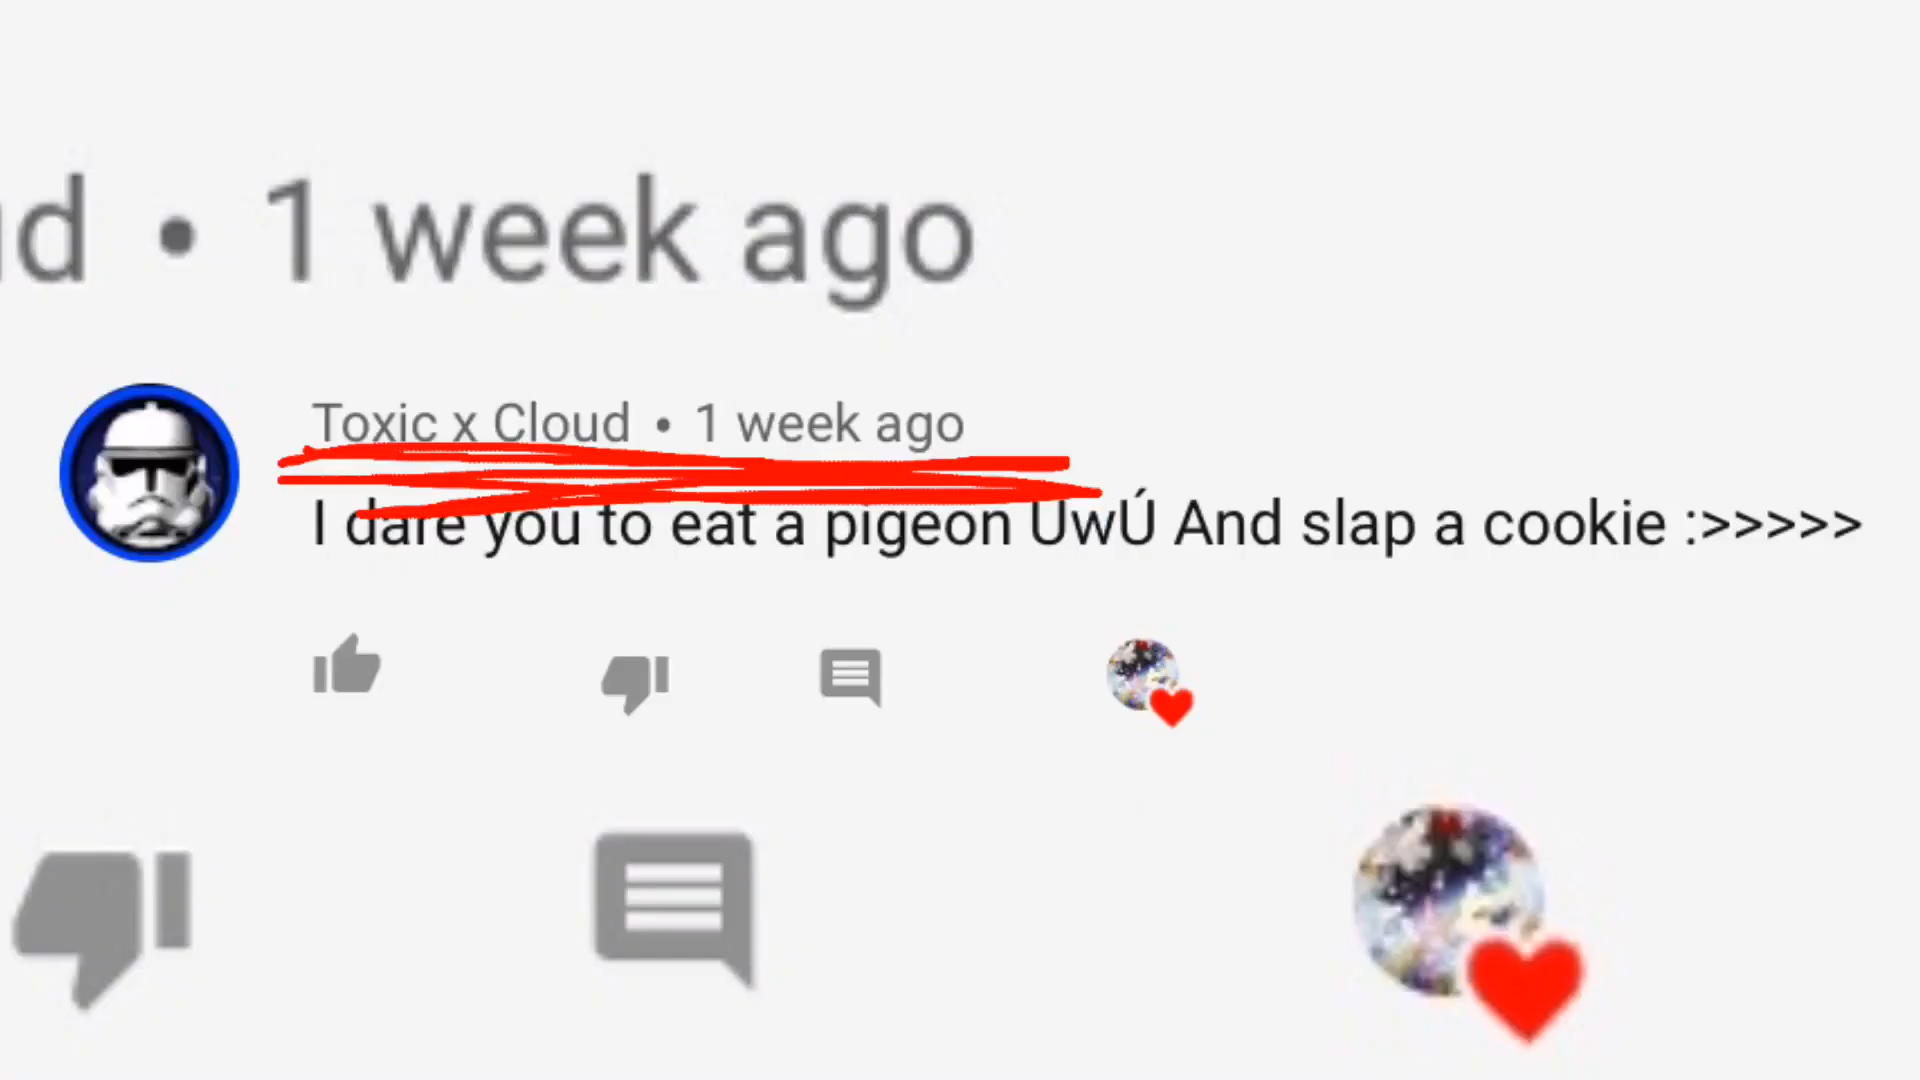 d • 1 week ago
Toxic x Cloud • 1 week ago
I dare you to eat a pigeon UwÚ And slap a cookie :>>>>>